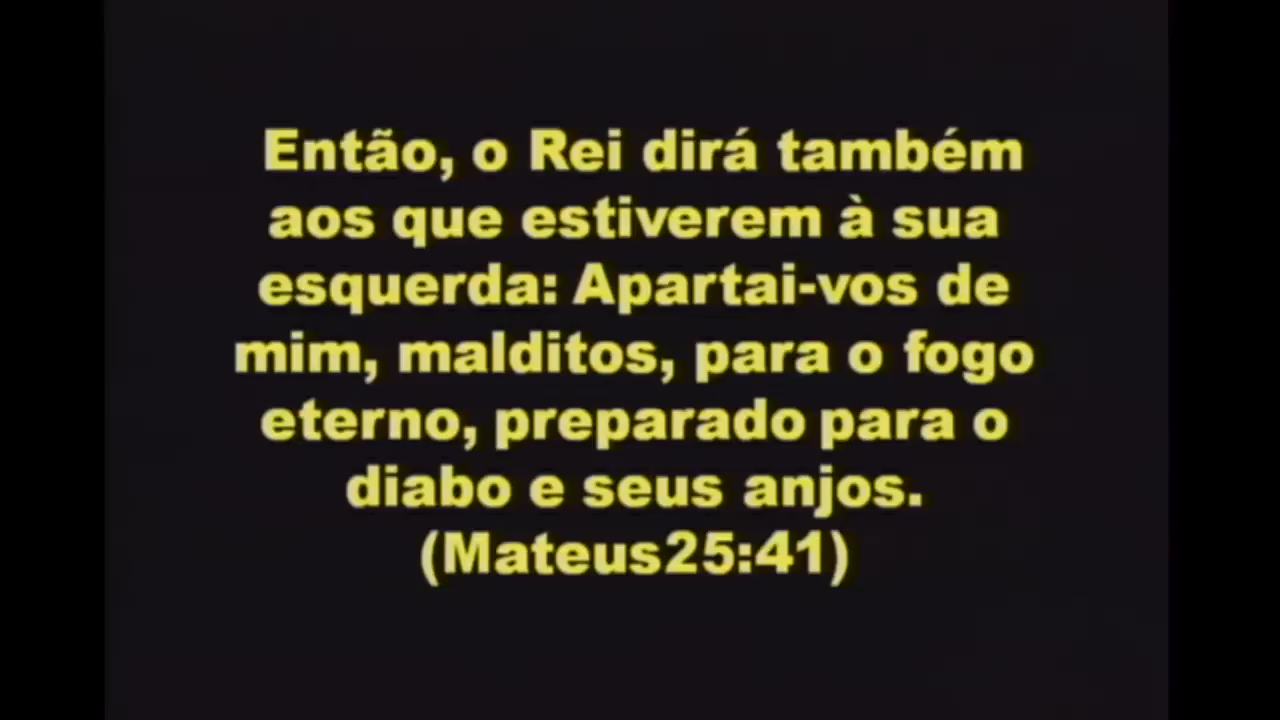 Então, o Rei dirá também
aos que estiverem à sua
esquerda: Apartai-vos de
mim, malditos, para o fogo
eterno, preparado para o
diabo e seus anjos.
(Mateus25:41)